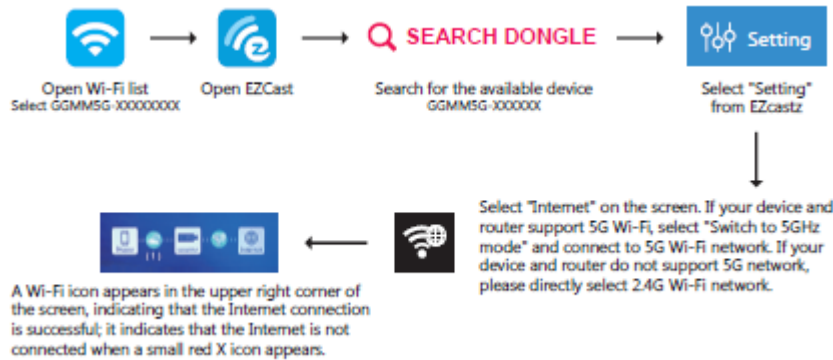 SEARCH DONGLE
Setting
Open Wi-Fi list
Select GGMM5G-XXXXXXXX
Open EZCast
Search for the available device
GGMM5G-XXXXXX
Select "Setting"
from EZcastz
Select "Internet" on the screen. If your device and
router support 5G Wi-Fi, select "Switch to 5GHz
mode" and connect to 5G Wi-Fi network. If your
device and router do not support 5G network,
please directly select 2.4G Wi-Fi network.
A Wi-Fi icon appears in the upper right corner of
the screen, indicating that the Internet connection
is successful; it indicates that the Internet is not
connected when a small red X icon appears.